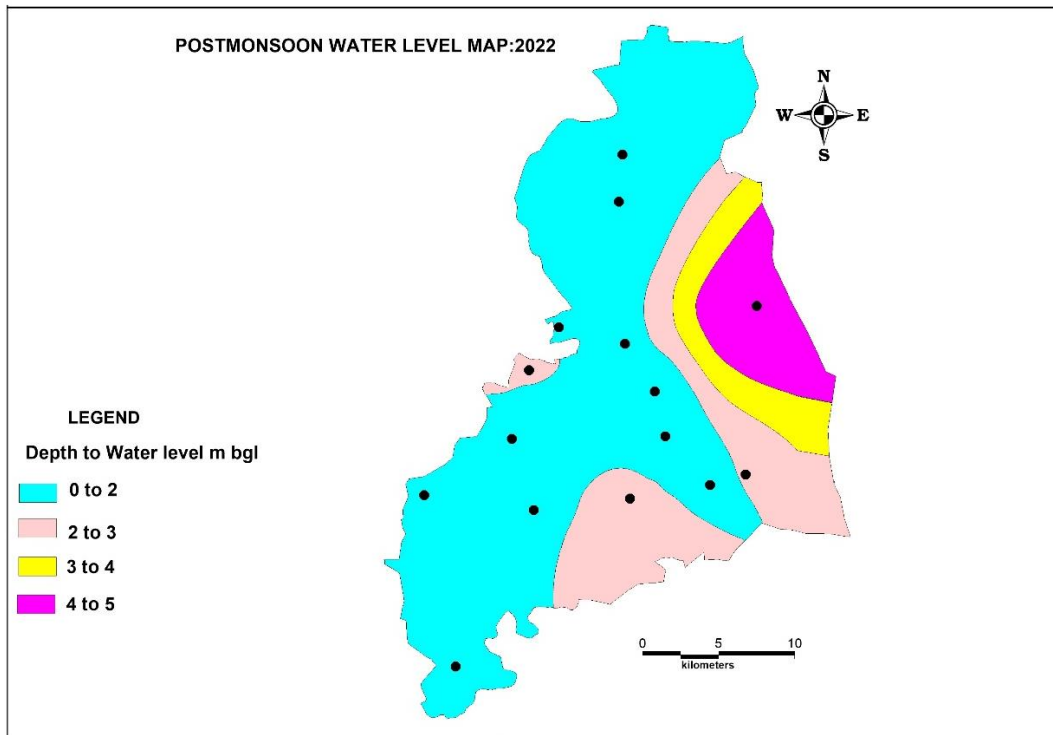 POSTMONSOON WATER LEVEL MAP:2022
N
W E
S
LEGEND
Depth to Water level m bgl
0 to 2
2 to 3
3 to 4
4 to 5
0 5 10
kilometers